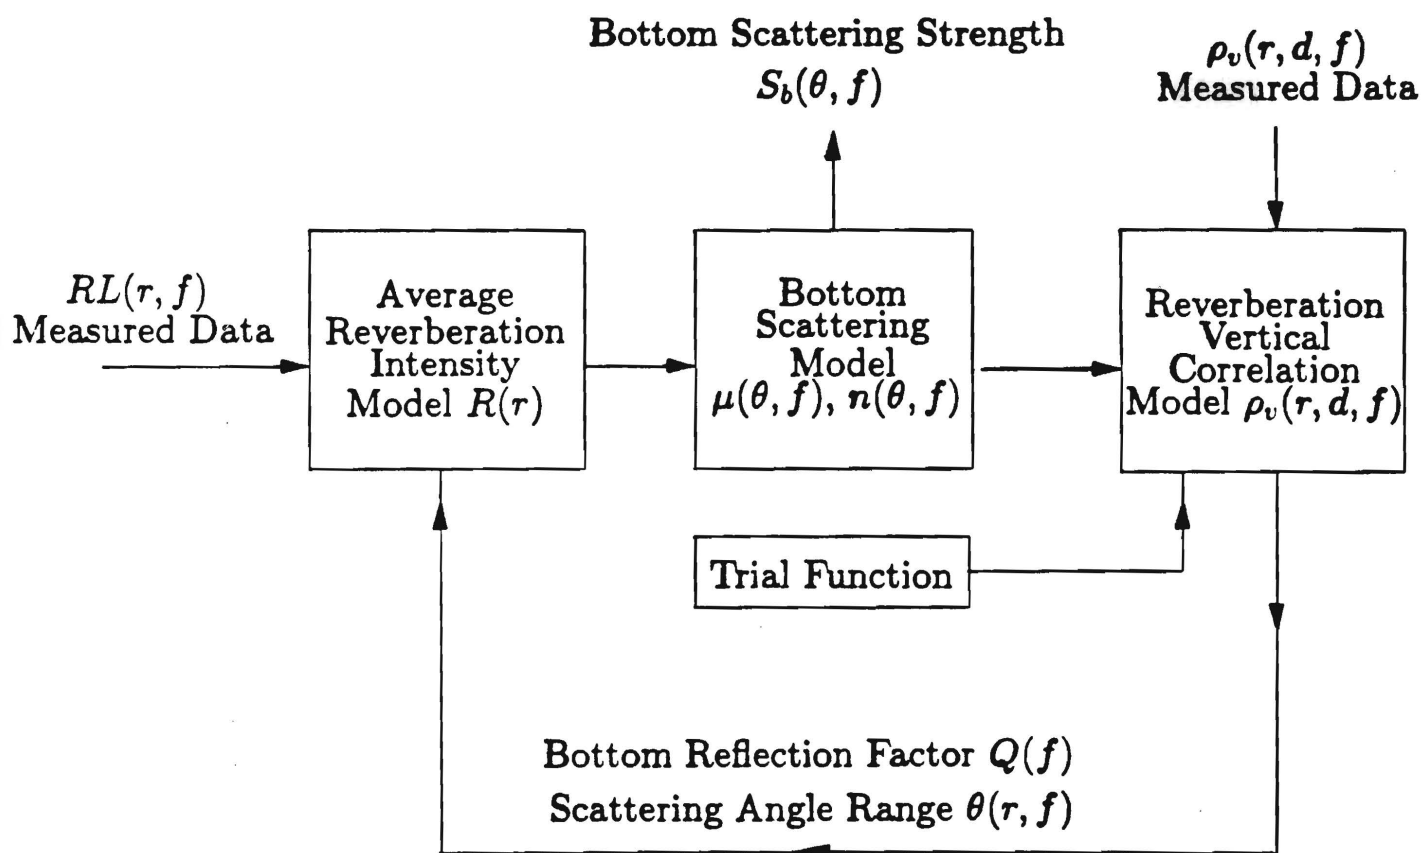 Bottom Scattering Strength
S_b(θ, f)
ρ_v(r, d, f)
Measured Data
RL(r, f)
Measured Data
Average
Reverberation
Intensity
Model R(r)
Bottom
Scattering
Model
μ(θ, f), n(θ, f)
Reverberation
Vertical
Correlation
Model ρ_v(r, d, f)
Trial Function
Bottom Reflection Factor Q(f)
Scattering Angle Range θ(r, f)